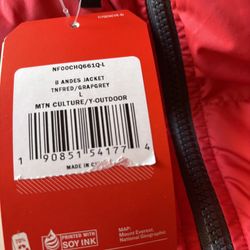 NF00CHQ661Q-L
B ANDES JACKET
TNFRED/GRAPGREY
L
MTN CULTURE/Y-OUTDOOR
1 90851 54177 4
MADE IN
PRINTED WITH
SOY INK
MAP:
Mount Everest
National Geographic